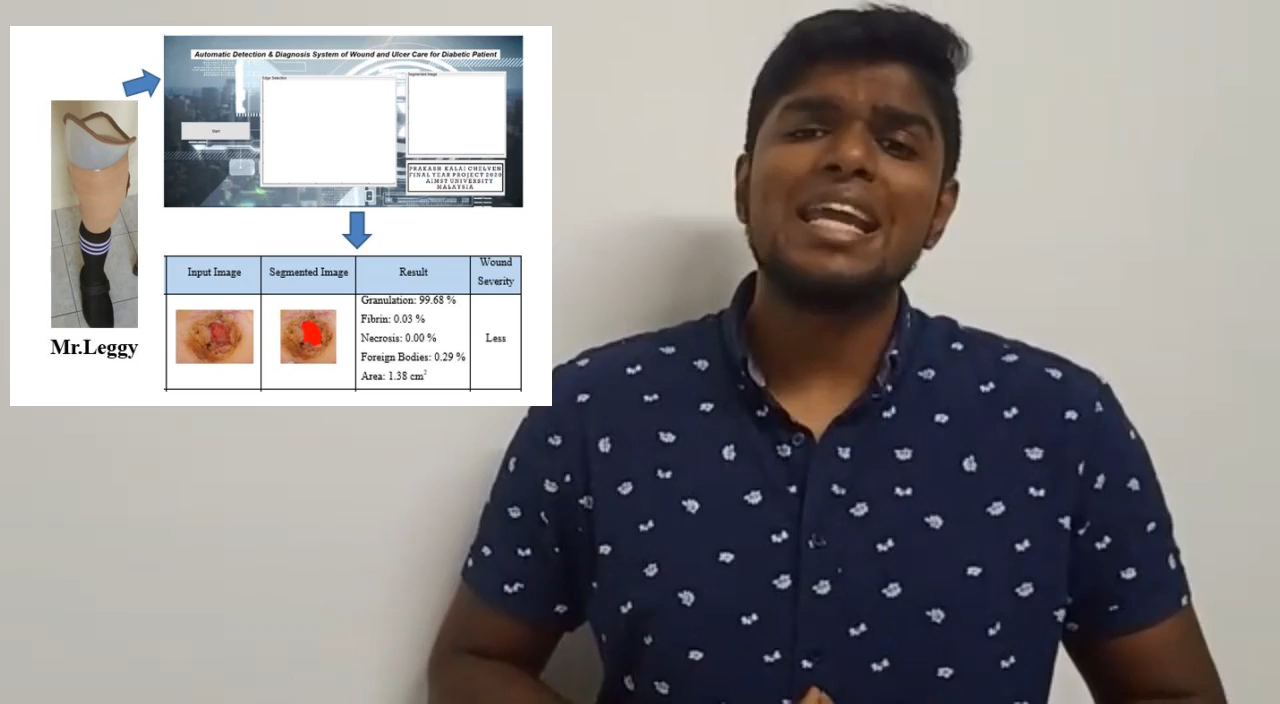 Automatic Detection & Diagnosis System of Wound and Ulcer Care for Diabetic Patient
Edge Selection
Segmented Image
Start
PRAKASH KALAI CHELVEN
FINAL YEAR PROJECT 2020
AIMST UNIVERSITY
MALAYSIA
Mr.Leggy
Input Image
Segmented Image
Result
Wound
Severity
Granulation: 99.68 %
Fibrin: 0.03 %
Necrosis: 0.00 %
Foreign Bodies: 0.29 %
Area: 1.38 cm²
Less